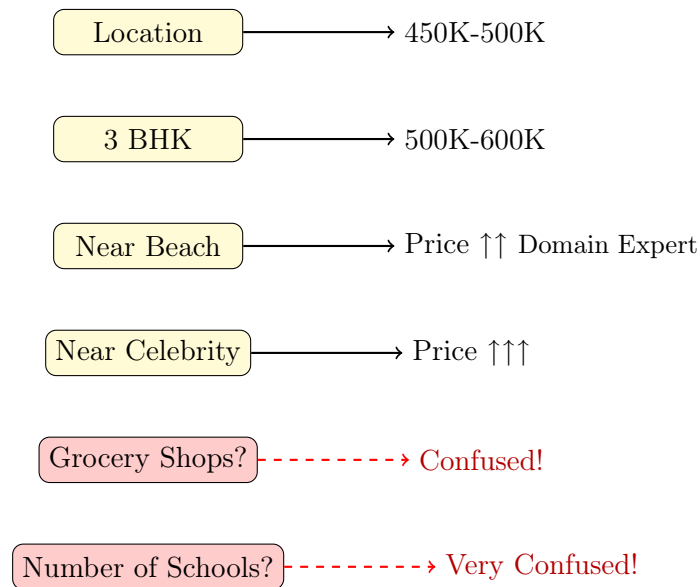 Location 450K-500K
3 BHK 500K-600K
Near Beach Price ↑↑ Domain Expert
Near Celebrity Price ↑↑↑
Grocery Shops? Confused!
Number of Schools? Very Confused!